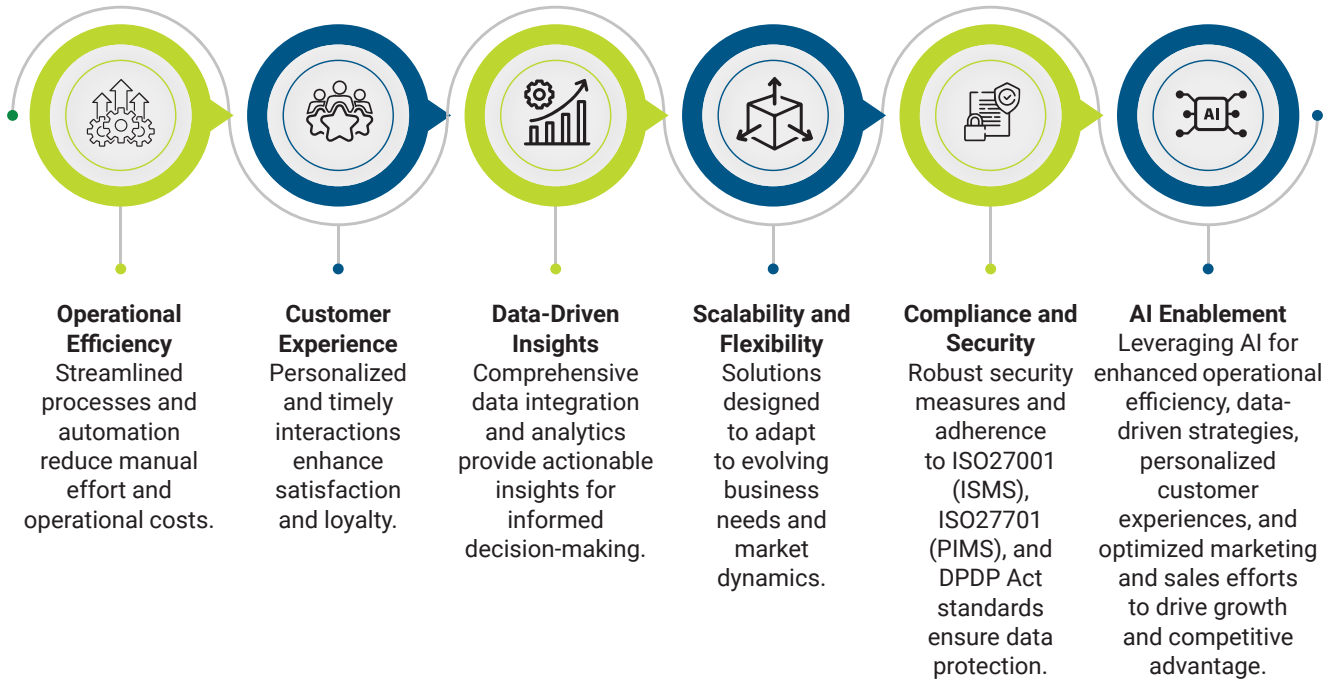 AI
Operational
Efficiency
Streamlined
processes and
automation
reduce manual
effort and
operational costs.
Customer
Experience
Personalized
and timely
interactions
enhance
satisfaction
and loyalty.
Data-Driven
Insights
Comprehensive
data integration
and analytics
provide actionable
insights for
informed
decision-making.
Scalability and
Flexibility
Solutions
designed
to adapt
to evolving
business
needs and
market
dynamics.
Compliance and
Security
Robust security
measures and
adherence
to ISO27001
(ISMS),
ISO27701
(PIMS), and
DPDP Act
standards
ensure data
protection.
AI Enablement
Leveraging AI for
enhanced operational
efficiency, data-
driven strategies,
personalized
customer
experiences, and
optimized marketing
and sales efforts
to drive growth
and competitive
advantage.